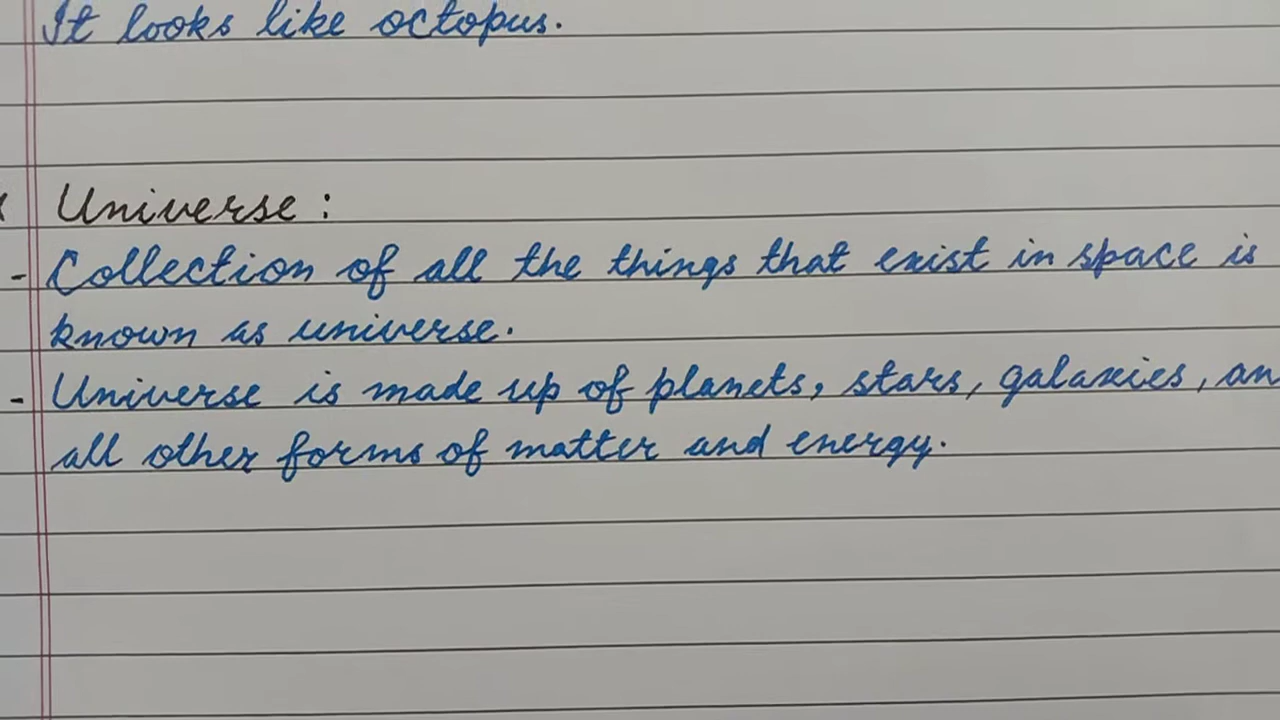 It looks like octopus.
Universe :
- Collection of all the things that exist in space is
known as universe.
- Universe is made up of planets, stars, galaxies, an
all other forms of matter and energy.